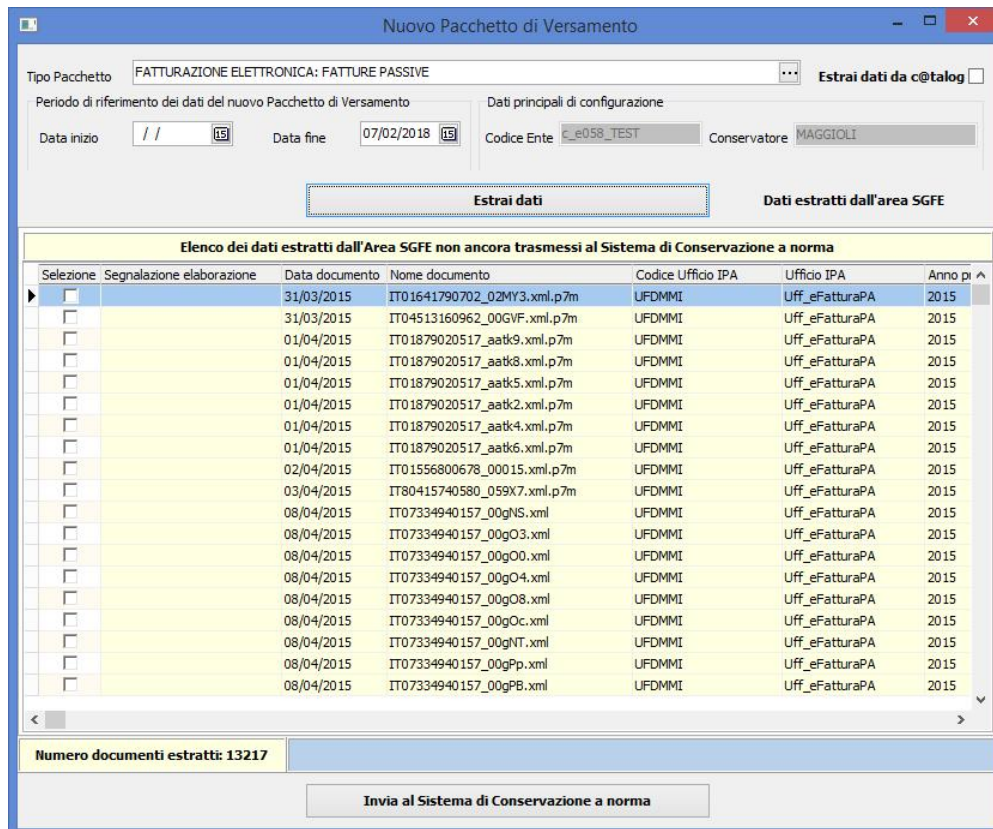 Nuovo Pacchetto di Versamento
Tipo Pacchetto FATTURAZIONE ELETTRONICA: FATTURE PASSIVE ... Estrai dati da c@talog
Periodo di riferimento dei dati del nuovo Pacchetto di Versamento Dati principali di configurazione
Data inizio / / 15 Data fine 07/02/2018 15 Codice Ente c_e058_TEST Conservatore MAGGIOLI
Estrai dati Dati estratti dall'area SGFE
Elenco dei dati estratti dall'Area SGFE non ancora trasmessi al Sistema di Conservazione a norma
Selezione Segnalazione elaborazione Data documento Nome documento Codice Ufficio IPA Ufficio IPA Anno pr
31/03/2015 IT01641790702_02MY3.xml.p7m UFDMMI Uff_eFatturaPA 2015
31/03/2015 IT04513160962_00GVF.xml.p7m UFDMMI Uff_eFatturaPA 2015
01/04/2015 IT01879020517_aatk9.xml.p7m UFDMMI Uff_eFatturaPA 2015
01/04/2015 IT01879020517_aatk8.xml.p7m UFDMMI Uff_eFatturaPA 2015
01/04/2015 IT01879020517_aatk5.xml.p7m UFDMMI Uff_eFatturaPA 2015
01/04/2015 IT01879020517_aatk2.xml.p7m UFDMMI Uff_eFatturaPA 2015
01/04/2015 IT01879020517_aatk4.xml.p7m UFDMMI Uff_eFatturaPA 2015
01/04/2015 IT01879020517_aatk6.xml.p7m UFDMMI Uff_eFatturaPA 2015
02/04/2015 IT01556800678_00015.xml.p7m UFDMMI Uff_eFatturaPA 2015
03/04/2015 IT80415740580_059X7.xml.p7m UFDMMI Uff_eFatturaPA 2015
08/04/2015 IT07334940157_00gNS.xml UFDMMI Uff_eFatturaPA 2015
08/04/2015 IT07334940157_00gO3.xml UFDMMI Uff_eFatturaPA 2015
08/04/2015 IT07334940157_00gO0.xml UFDMMI Uff_eFatturaPA 2015
08/04/2015 IT07334940157_00gO4.xml UFDMMI Uff_eFatturaPA 2015
08/04/2015 IT07334940157_00gO8.xml UFDMMI Uff_eFatturaPA 2015
08/04/2015 IT07334940157_00gOc.xml UFDMMI Uff_eFatturaPA 2015
08/04/2015 IT07334940157_00gNT.xml UFDMMI Uff_eFatturaPA 2015
08/04/2015 IT07334940157_00gPp.xml UFDMMI Uff_eFatturaPA 2015
08/04/2015 IT07334940157_00gPB.xml UFDMMI Uff_eFatturaPA 2015
Numero documenti estratti: 13217
Invia al Sistema di Conservazione a norma